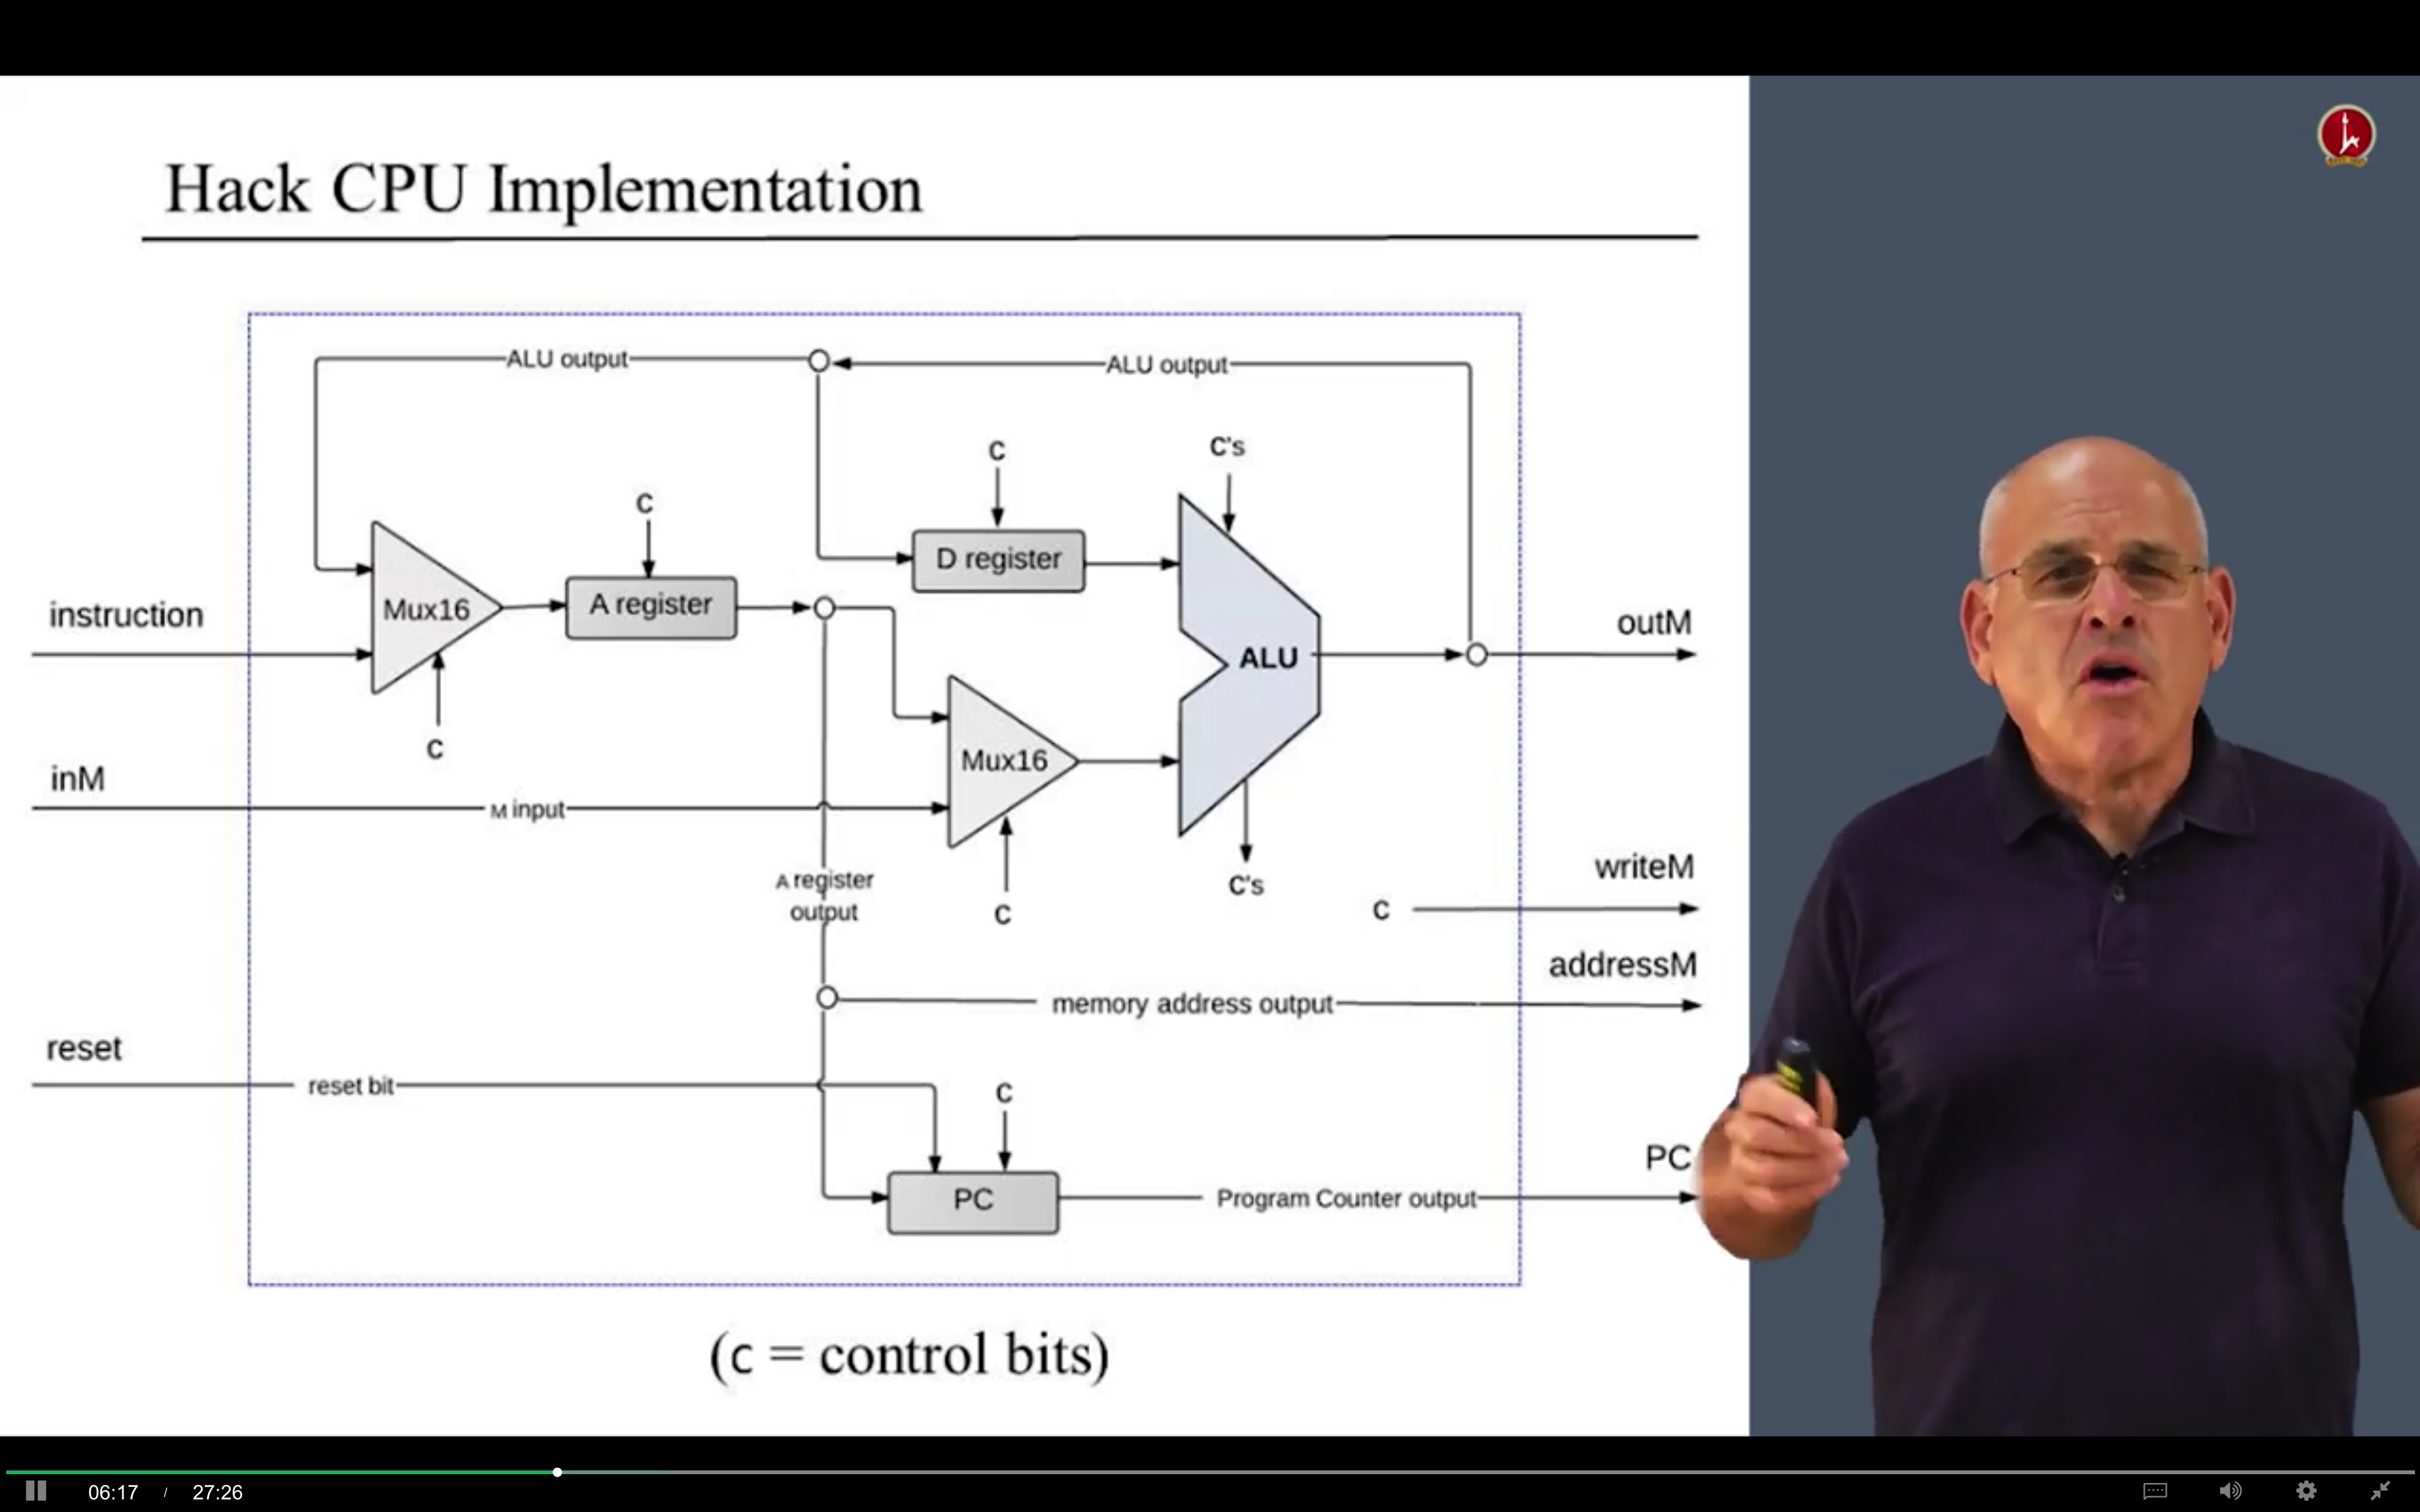 Hack CPU Implementation
ALU output
ALU output
C
C's
C
D register
instruction
Mux16
A register
outM
ALU
C
inM
Mux16
M input
writeM
A register
output
C's
C
C
addressM
memory address output
reset
reset bit
C
PC
PC
Program Counter output
(c = control bits)
06:17 / 27:26